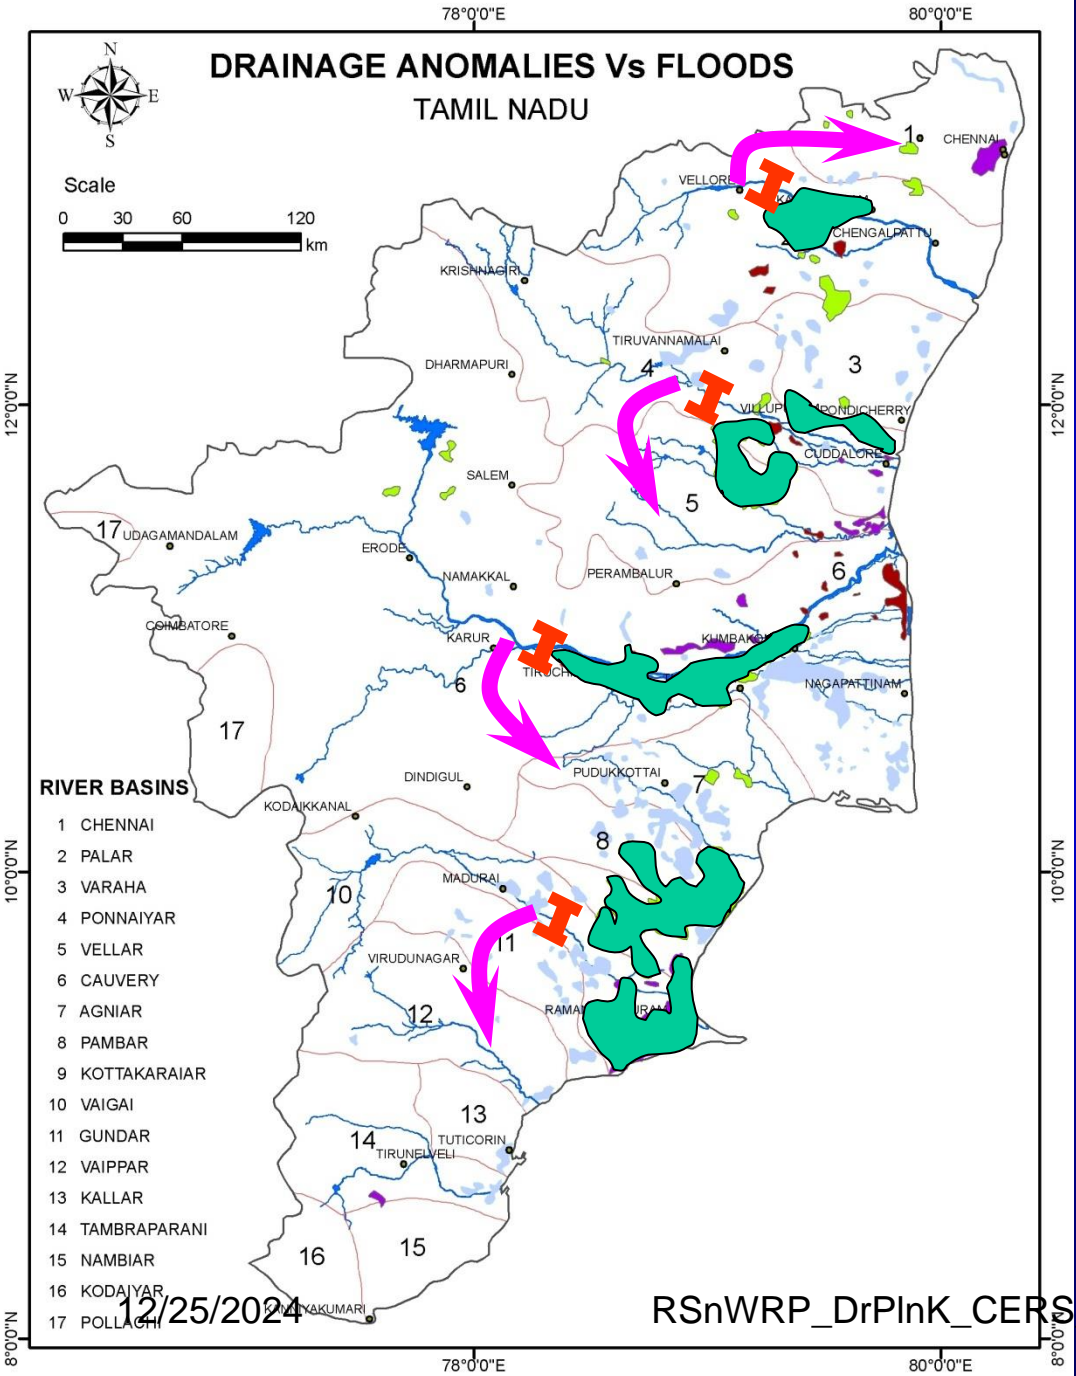 78°0'0"E 80°0'0"E
DRAINAGE ANOMALIES Vs FLOODS
TAMIL NADU
N
W E
S
Scale
0 30 60 120
km
1
CHENNAI
VELLORE
CHENGALPATTU
KRISHNAGIRI
TIRUVANNAMALAI
3
4
DHARMAPURI
12°0'0"N 12°0'0"N
PONDICHERRY
CUDDALORE
SALEM
5
17
UDAGAMANDALAM
ERODE
6
NAMAKKAL
PERAMBALUR
COIMBATORE
KARUR
6
NAGAPATTINAM
17
DINDIGUL
PUDUKKOTTAI
7
KODAIKKANAL
8
10°0'0"N 10°0'0"N
MADURAI
10
11
VIRUDUNAGAR
12
13
14
TUTICORIN
TIRUNELVELI
15
16
KANNIYAKUMARI
RIVER BASINS
1 CHENNAI
2 PALAR
3 VARAHA
4 PONNAIYAR
5 VELLAR
6 CAUVERY
7 AGNIAR
8 PAMBAR
9 KOTTAKARAIAR
10 VAIGAI
11 GUNDAR
12 VAIPPAR
13 KALLAR
14 TAMBRAPARANI
15 NAMBIAR
16 KODAIYAR
17 POLLACHI
12/25/2024
RSnWRP_DrPInK_CERS
8°0'0"N 8°0'0"N
78°0'0"E 80°0'0"E